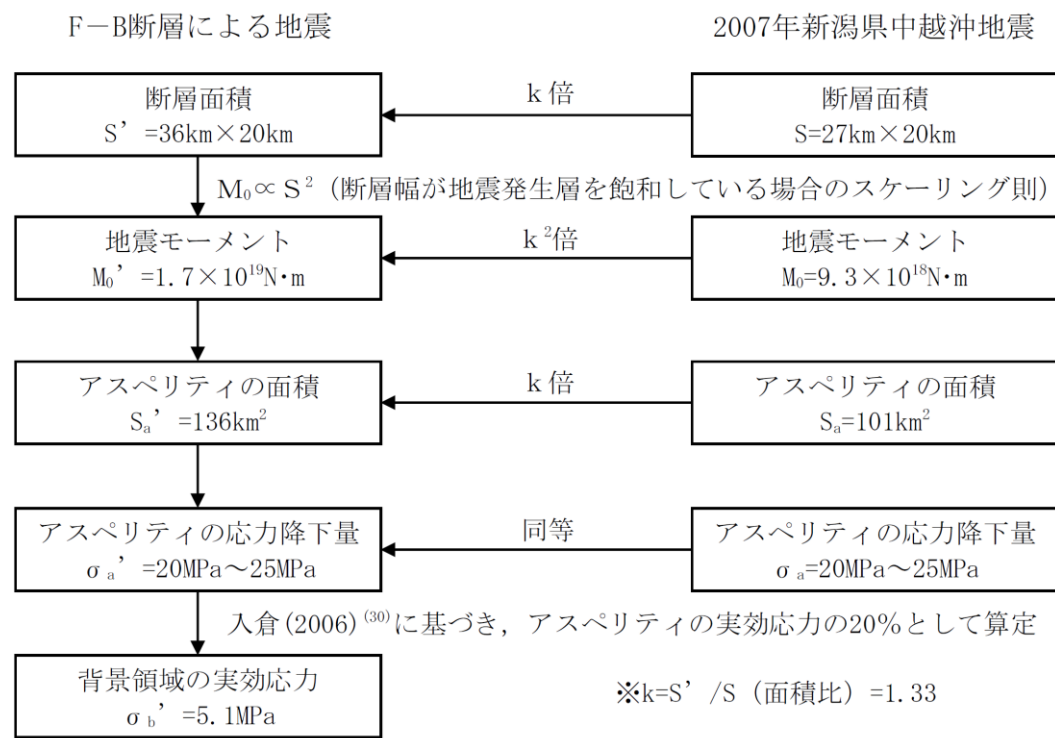 F－B断層による地震
2007年新潟県中越沖地震
断層面積
S’=36km×20km
k倍
断層面積
S=27km×20km
M₀∝S²（断層幅が地震発生層を飽和している場合のスケーリング則）
地震モーメント
M₀’=1.7×10¹⁹N・m
k²倍
地震モーメント
M₀=9.3×10¹⁸N・m
アスペリティの面積
Sₐ’=136km²
k倍
アスペリティの面積
Sₐ=101km²
アスペリティの応力降下量
σₐ’=20MPa～25MPa
同等
アスペリティの応力降下量
σₐ=20MPa～25MPa
入倉(2006)⁽³⁰⁾に基づき，アスペリティの実効応力の20％として算定
背景領域の実効応力
σb’=5.1MPa
※k=S’/S（面積比）=1.33